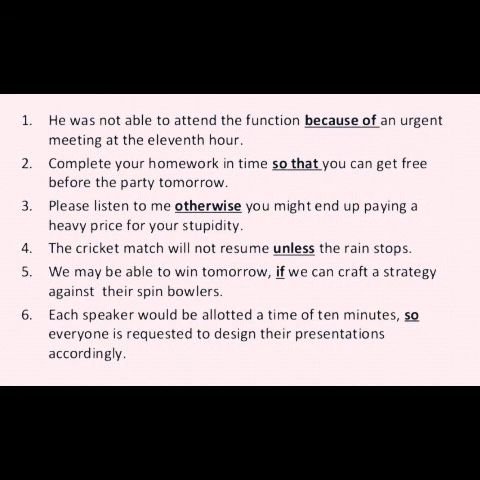 1. He was not able to attend the function because of an urgent
meeting at the eleventh hour.
2. Complete your homework in time so that you can get free
before the party tomorrow.
3. Please listen to me otherwise you might end up paying a
heavy price for your stupidity.
4. The cricket match will not resume unless the rain stops.
5. We may be able to win tomorrow, if we can craft a strategy
against their spin bowlers.
6. Each speaker would be allotted a time of ten minutes, so
everyone is requested to design their presentations
accordingly.